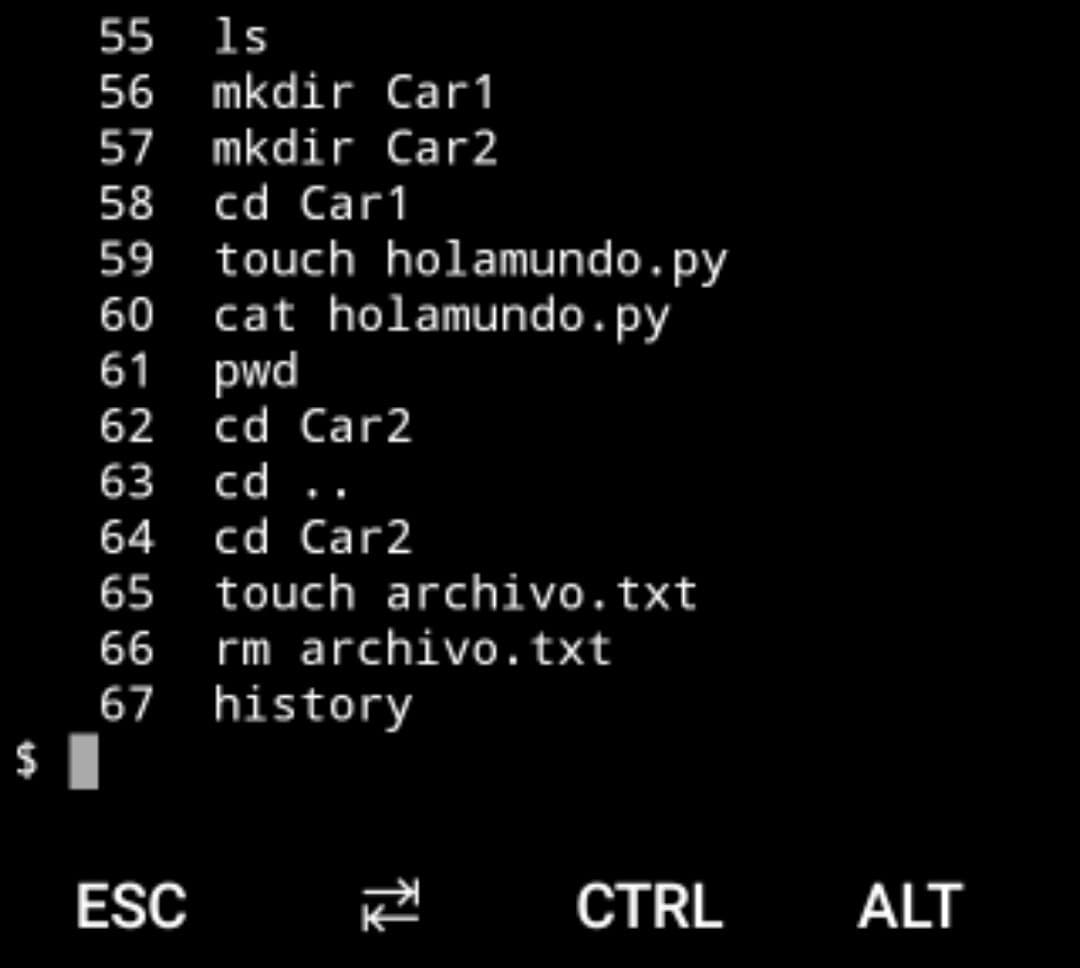 55 ls
56 mkdir Car1
57 mkdir Car2
58 cd Car1
59 touch holamundo.py
60 cat holamundo.py
61 pwd
62 cd Car2
63 cd ..
64 cd Car2
65 touch archivo.txt
66 rm archivo.txt
67 history
$
ESC CTRL ALT